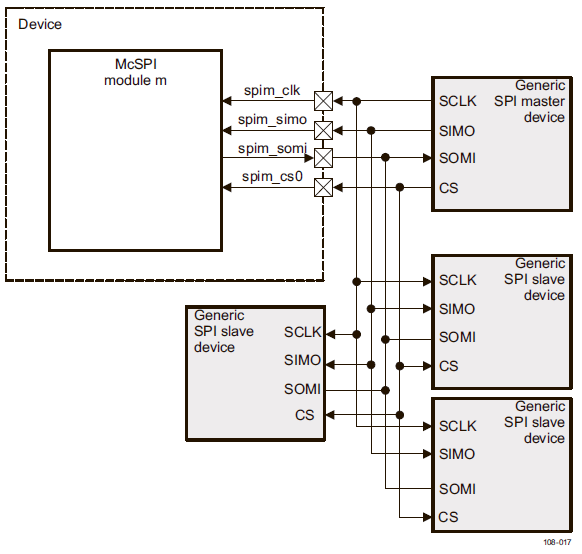 Device
McSPI
module m
spim_clk
spim_simo
spim_somi
spim_cs0
Generic
SPI master
device
SCLK
SIMO
SOMI
CS
Generic
SPI slave
device
SCLK
SIMO
SOMI
CS
Generic
SPI slave
device
SCLK
SIMO
SOMI
CS
Generic
SPI slave
device
SCLK
SIMO
SOMI
CS
108-017